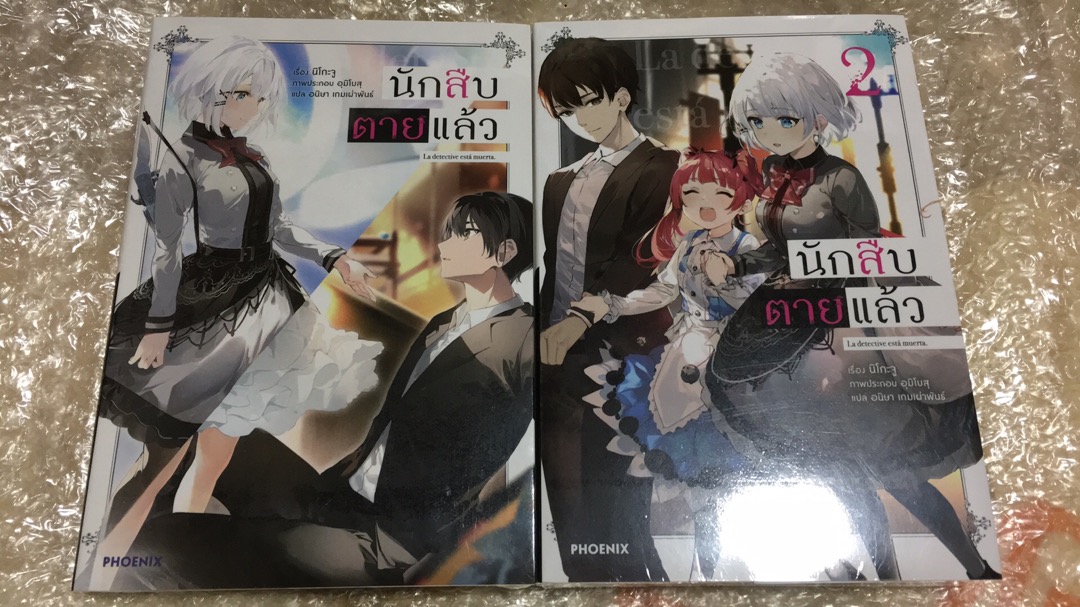 เรื่อง นิโกะจู
ภาพประกอบ อุมิโบสุ
แปล อนิษา เกมเผ่าพันธ์
นักสืบ
ตายแล้ว
La detective está muerta.
PHOENIX
2
La d
está
นักสืบ
ตายแล้ว
La detective está muerta.
เรื่อง นิโกะจู
ภาพประกอบ อุมิโบสุ
แปล อนิษา เกมเผ่าพันธ์
PHOENIX